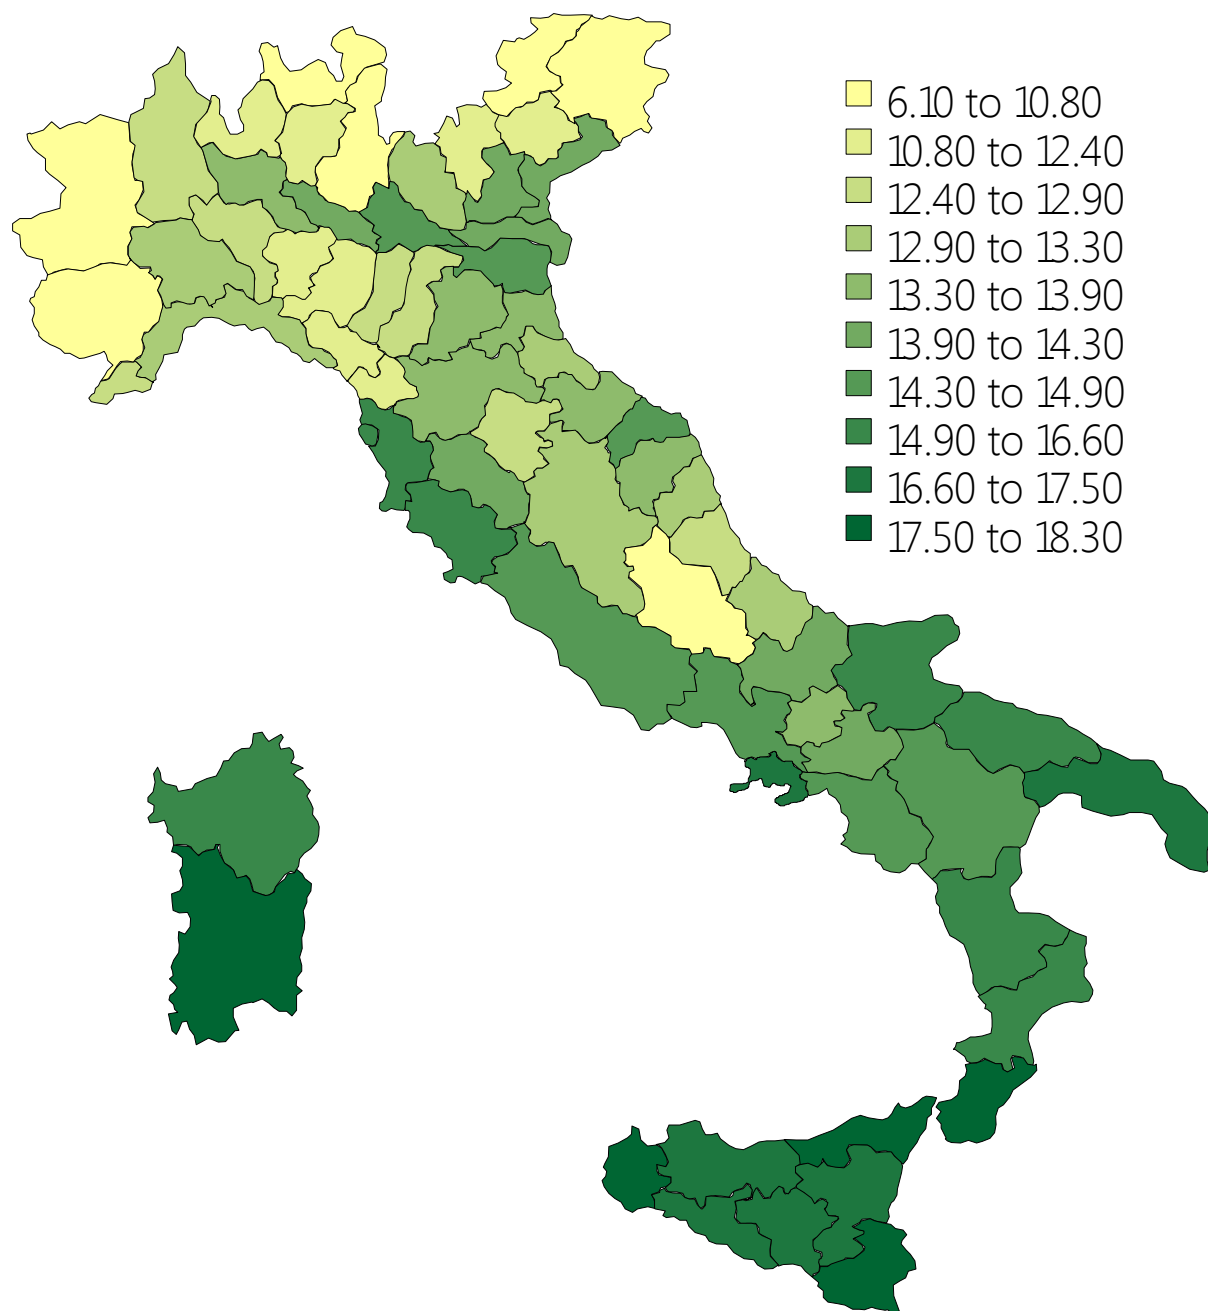 6.10 to 10.80
10.80 to 12.40
12.40 to 12.90
12.90 to 13.30
13.30 to 13.90
13.90 to 14.30
14.30 to 14.90
14.90 to 16.60
16.60 to 17.50
17.50 to 18.30